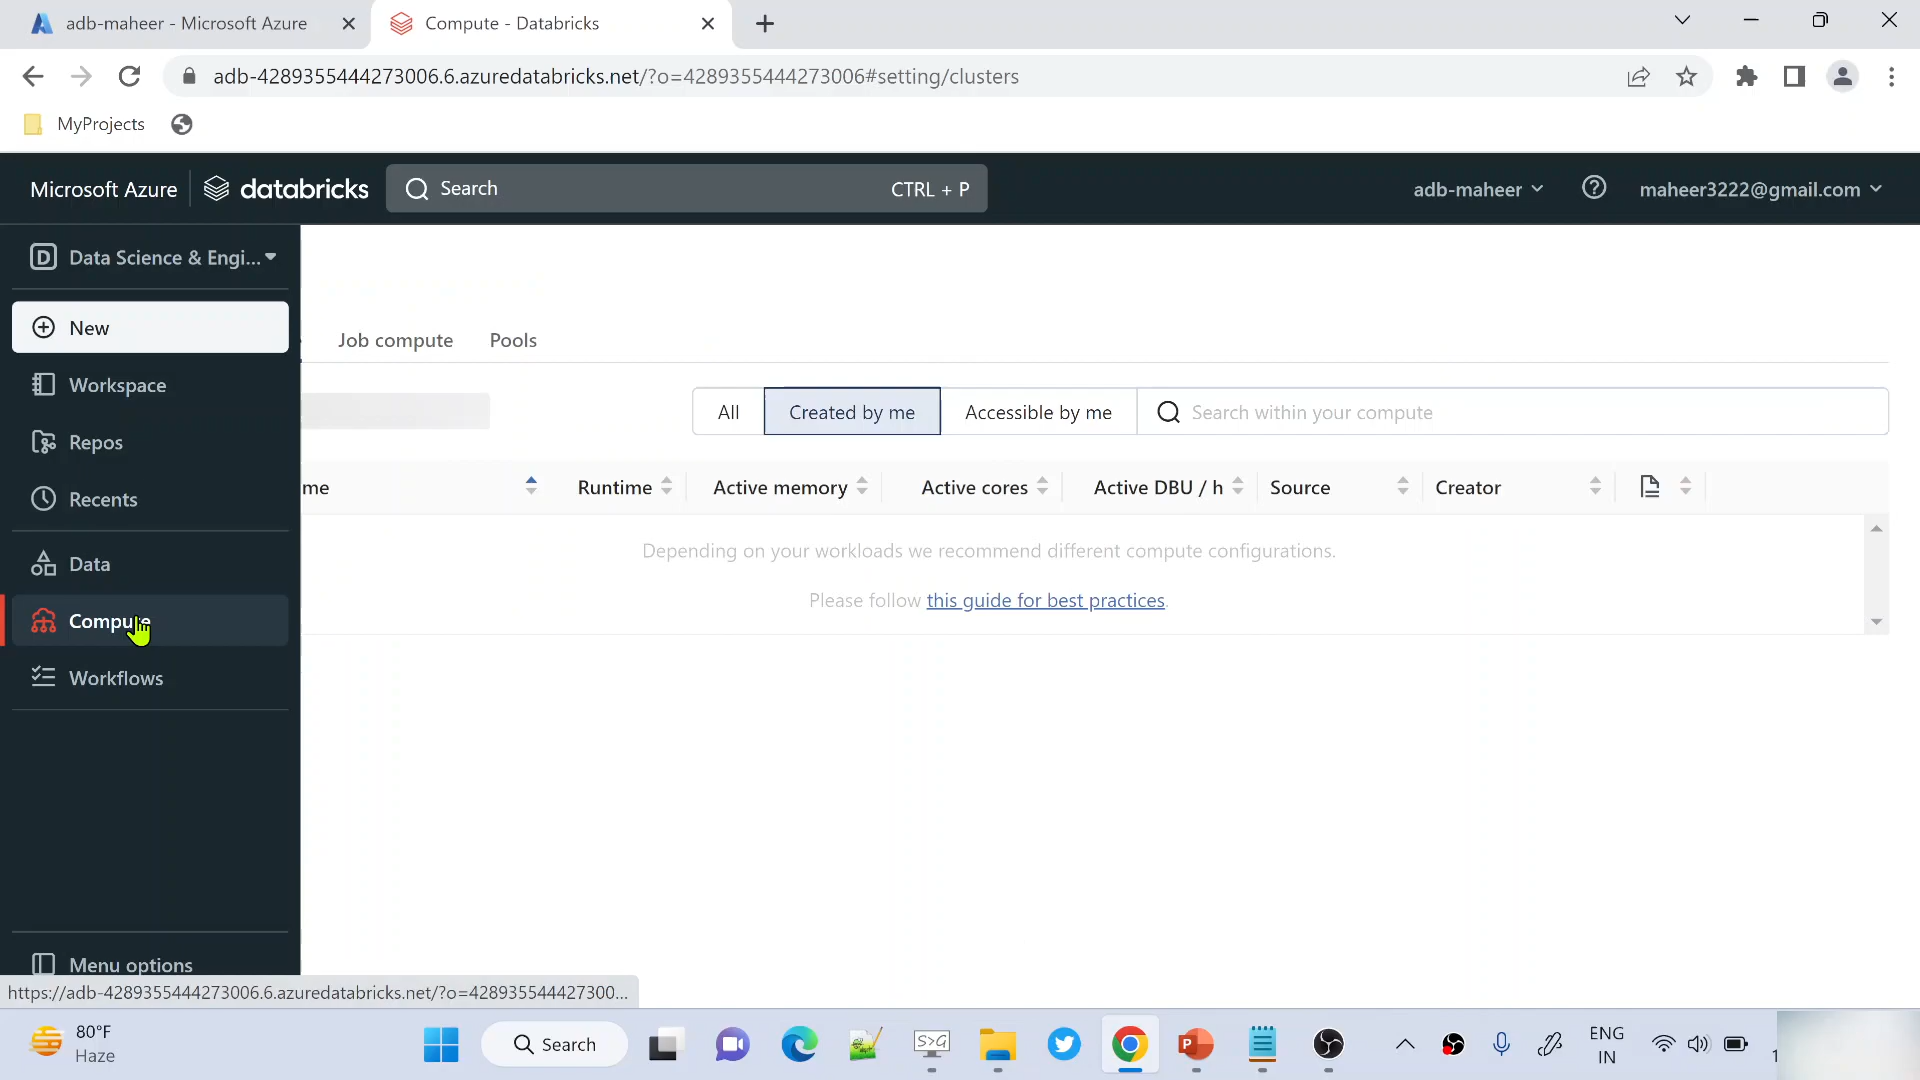 adb-maheer - Microsoft Azure
Compute - Databricks
adb-4289355444273006.6.azuredatabricks.net/?o=4289355444273006#setting/clusters
MyProjects
Microsoft Azure databricks
Search CTRL + P
adb-maheer
maheer3222@gmail.com
Data Science & Engi...
New
Workspace
Repos
Recents
Data
Compute
Workflows
Menu options
Job compute Pools
All Created by me Accessible by me Search within your compute
me Runtime Active memory Active cores Active DBU / h Source Creator
Depending on your workloads we recommend different compute configurations.
Please follow this guide for best practices.
https://adb-4289355444273006.6.azuredatabricks.net/?o=428935544427300...
80°F
Haze
Search
S>G
ENG
IN